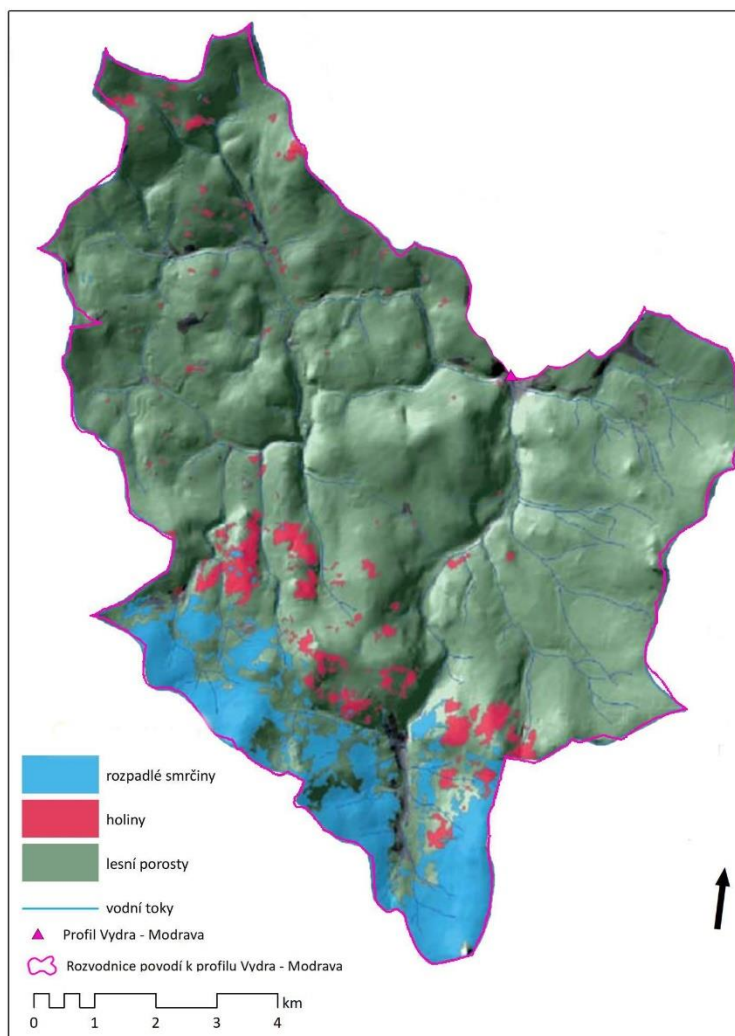 rozpadlé smrčiny
holiny
lesní porosty
vodní toky
Profil Vydra - Modrava
Rozvodnice povodí k profilu Vydra - Modrava
km
0 1 2 3 4